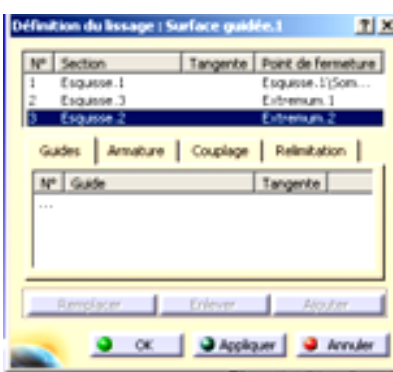 Définition du lissage : Surface guidée.1
N° Section Tangente Point de fermeture
1 Esquisse.1 Esquisse.1\Som...
2 Esquisse.3 Extremum.1
3 Esquisse.2 Extremum.2
Guides Armature Couplage Relimitation
N° Guide Tangente
...
Remplacer Enlever Ajouter
OK Appliquer Annuler